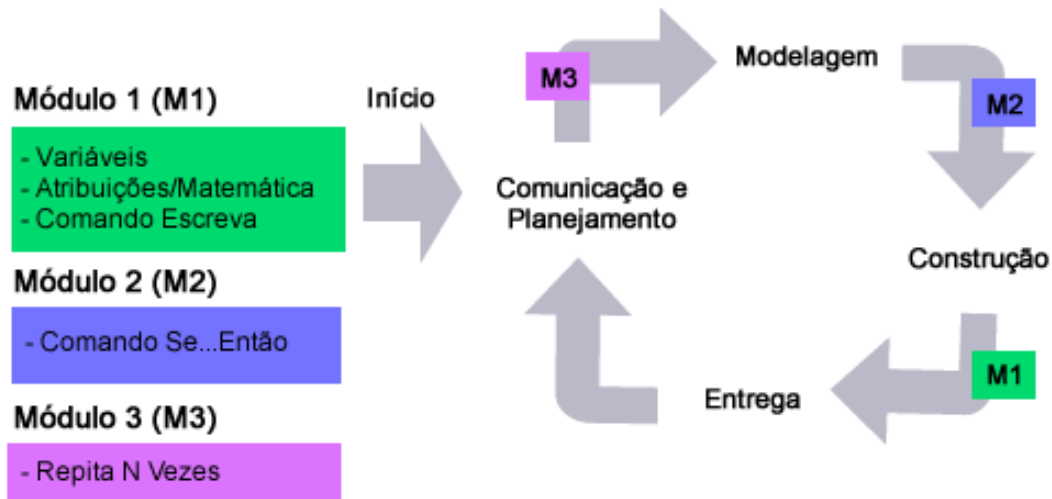 Módulo 1 (M1)
- Variáveis
- Atribuições/Matemática
- Comando Escreva
Módulo 2 (M2)
- Comando Se...Então
Módulo 3 (M3)
- Repita N Vezes
Início
Comunicação e
Planejamento
M3
Modelagem
M2
Construção
M1
Entrega